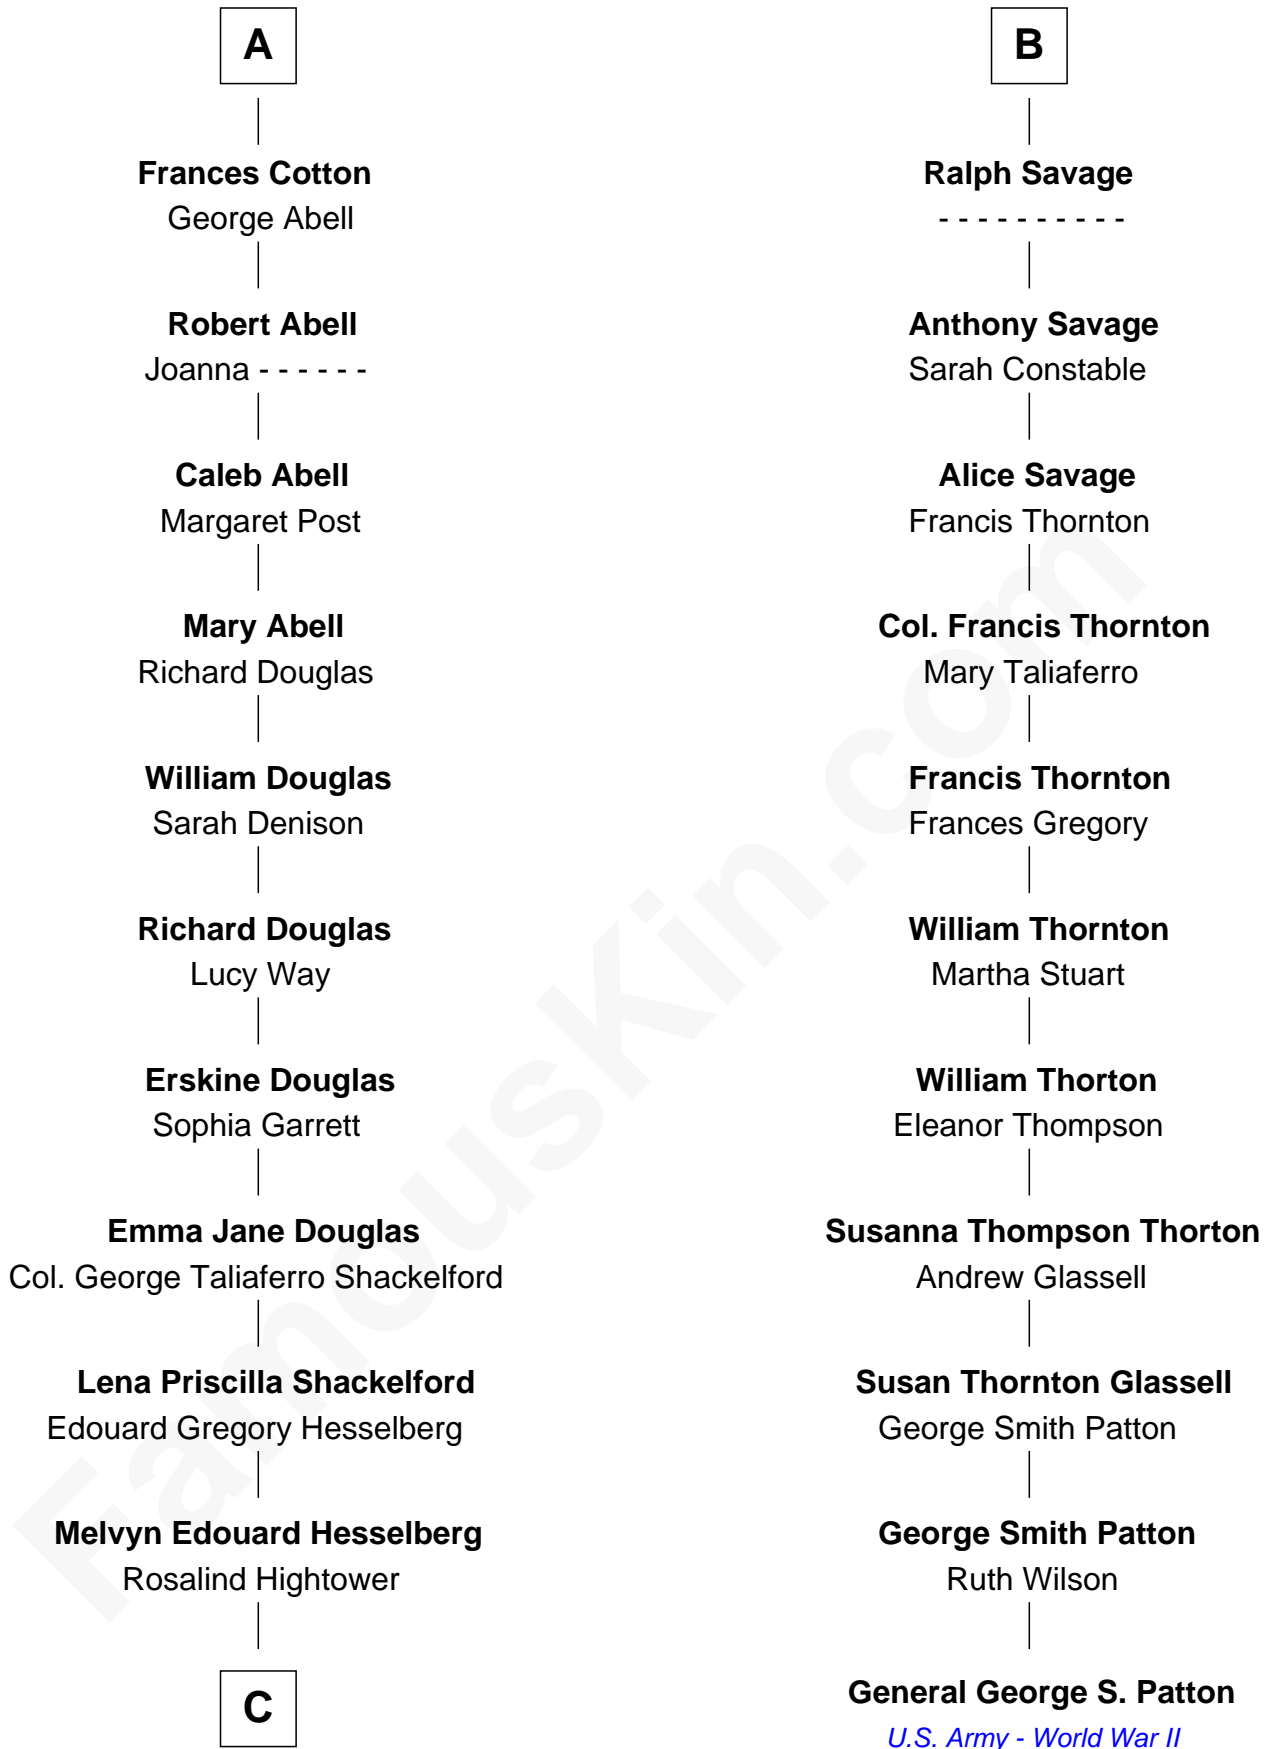 A
Frances Cotton
George Abell
Robert Abell
Joanna - - - - - -
Caleb Abell
Margaret Post
Mary Abell
Richard Douglas
William Douglas
Sarah Denison
Richard Douglas
Lucy Way
Erskine Douglas
Sophia Garrett
Emma Jane Douglas
Col. George Taliaferro Shackelford
Lena Priscilla Shackelford
Edouard Gregory Hesselberg
Melvyn Edouard Hesselberg
Rosalind Hightower
C
B
Ralph Savage
- - - - - - - - - -
Anthony Savage
Sarah Constable
Alice Savage
Francis Thornton
Col. Francis Thornton
Mary Taliaferro
Francis Thornton
Frances Gregory
William Thornton
Martha Stuart
William Thorton
Eleanor Thompson
Susanna Thompson Thorton
Andrew Glassell
Susan Thornton Glassell
George Smith Patton
George Smith Patton
Ruth Wilson
General George S. Patton
U.S. Army - World War II
FamousKin.com